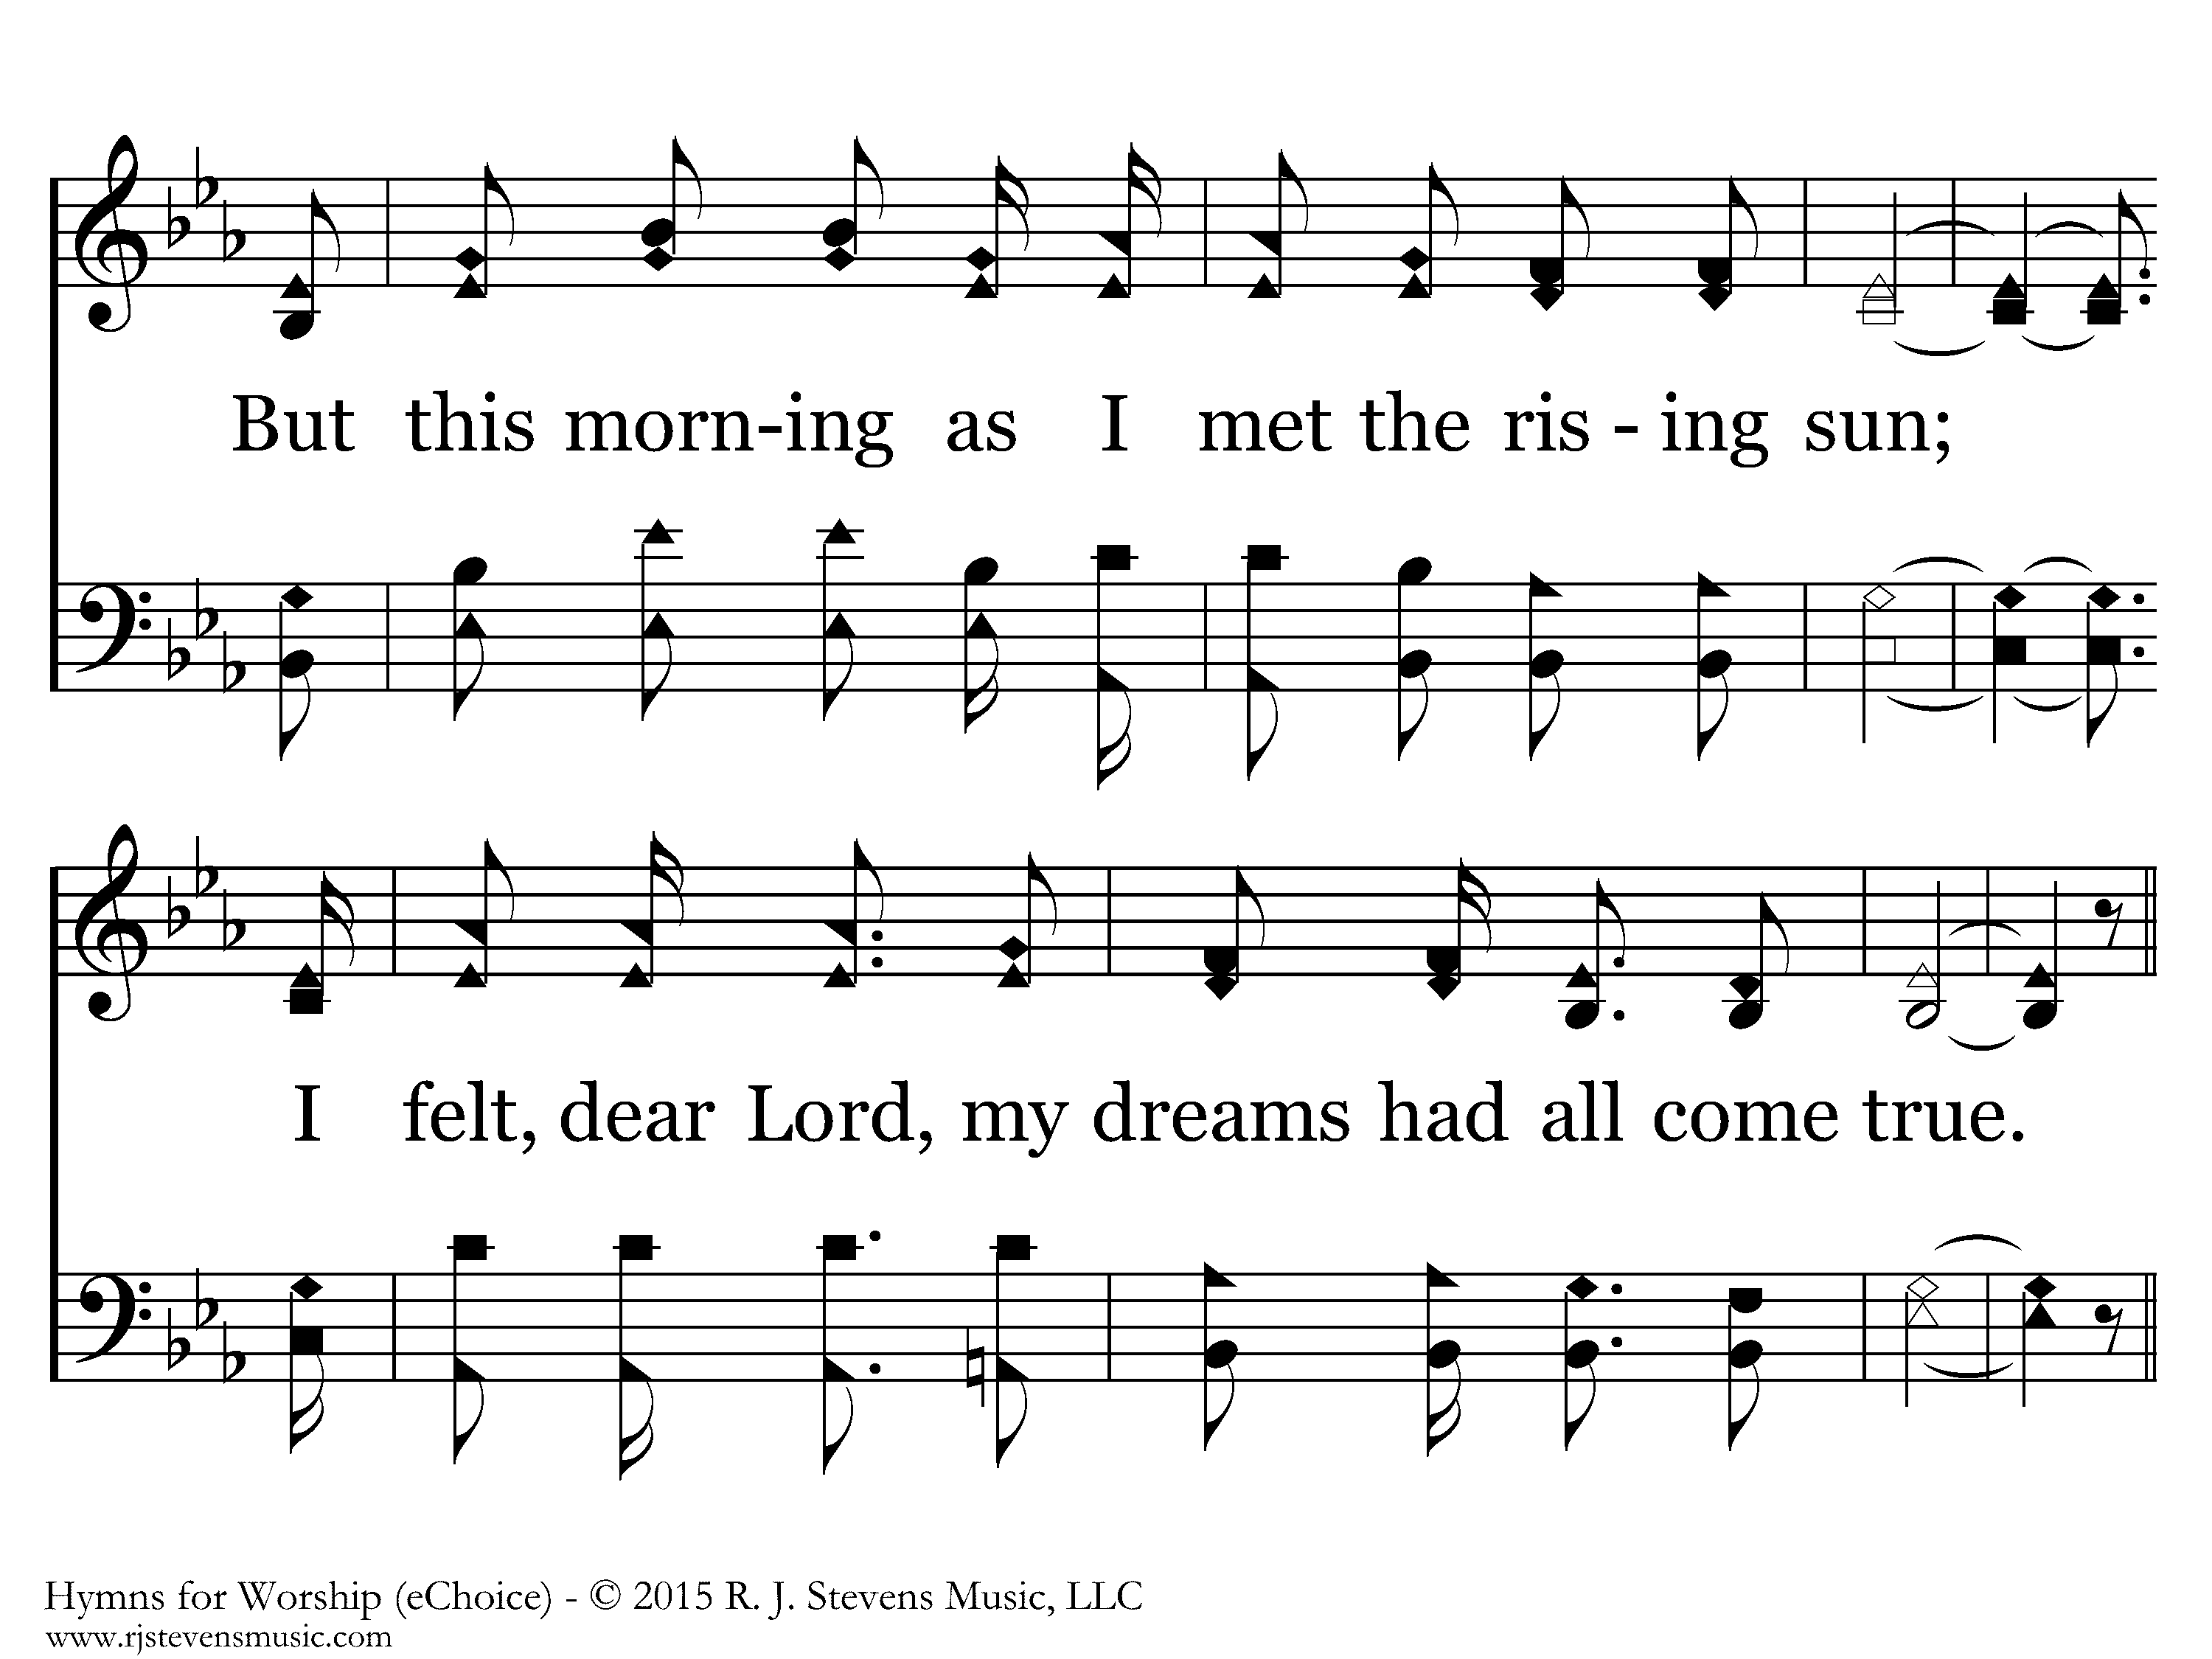 But this morn-ing as I met the ris - ing sun;
I felt, dear Lord, my dreams had all come true.
Hymns for Worship (eChoice) - © 2015 R. J. Stevens Music, LLC
www.rjstevensmusic.com